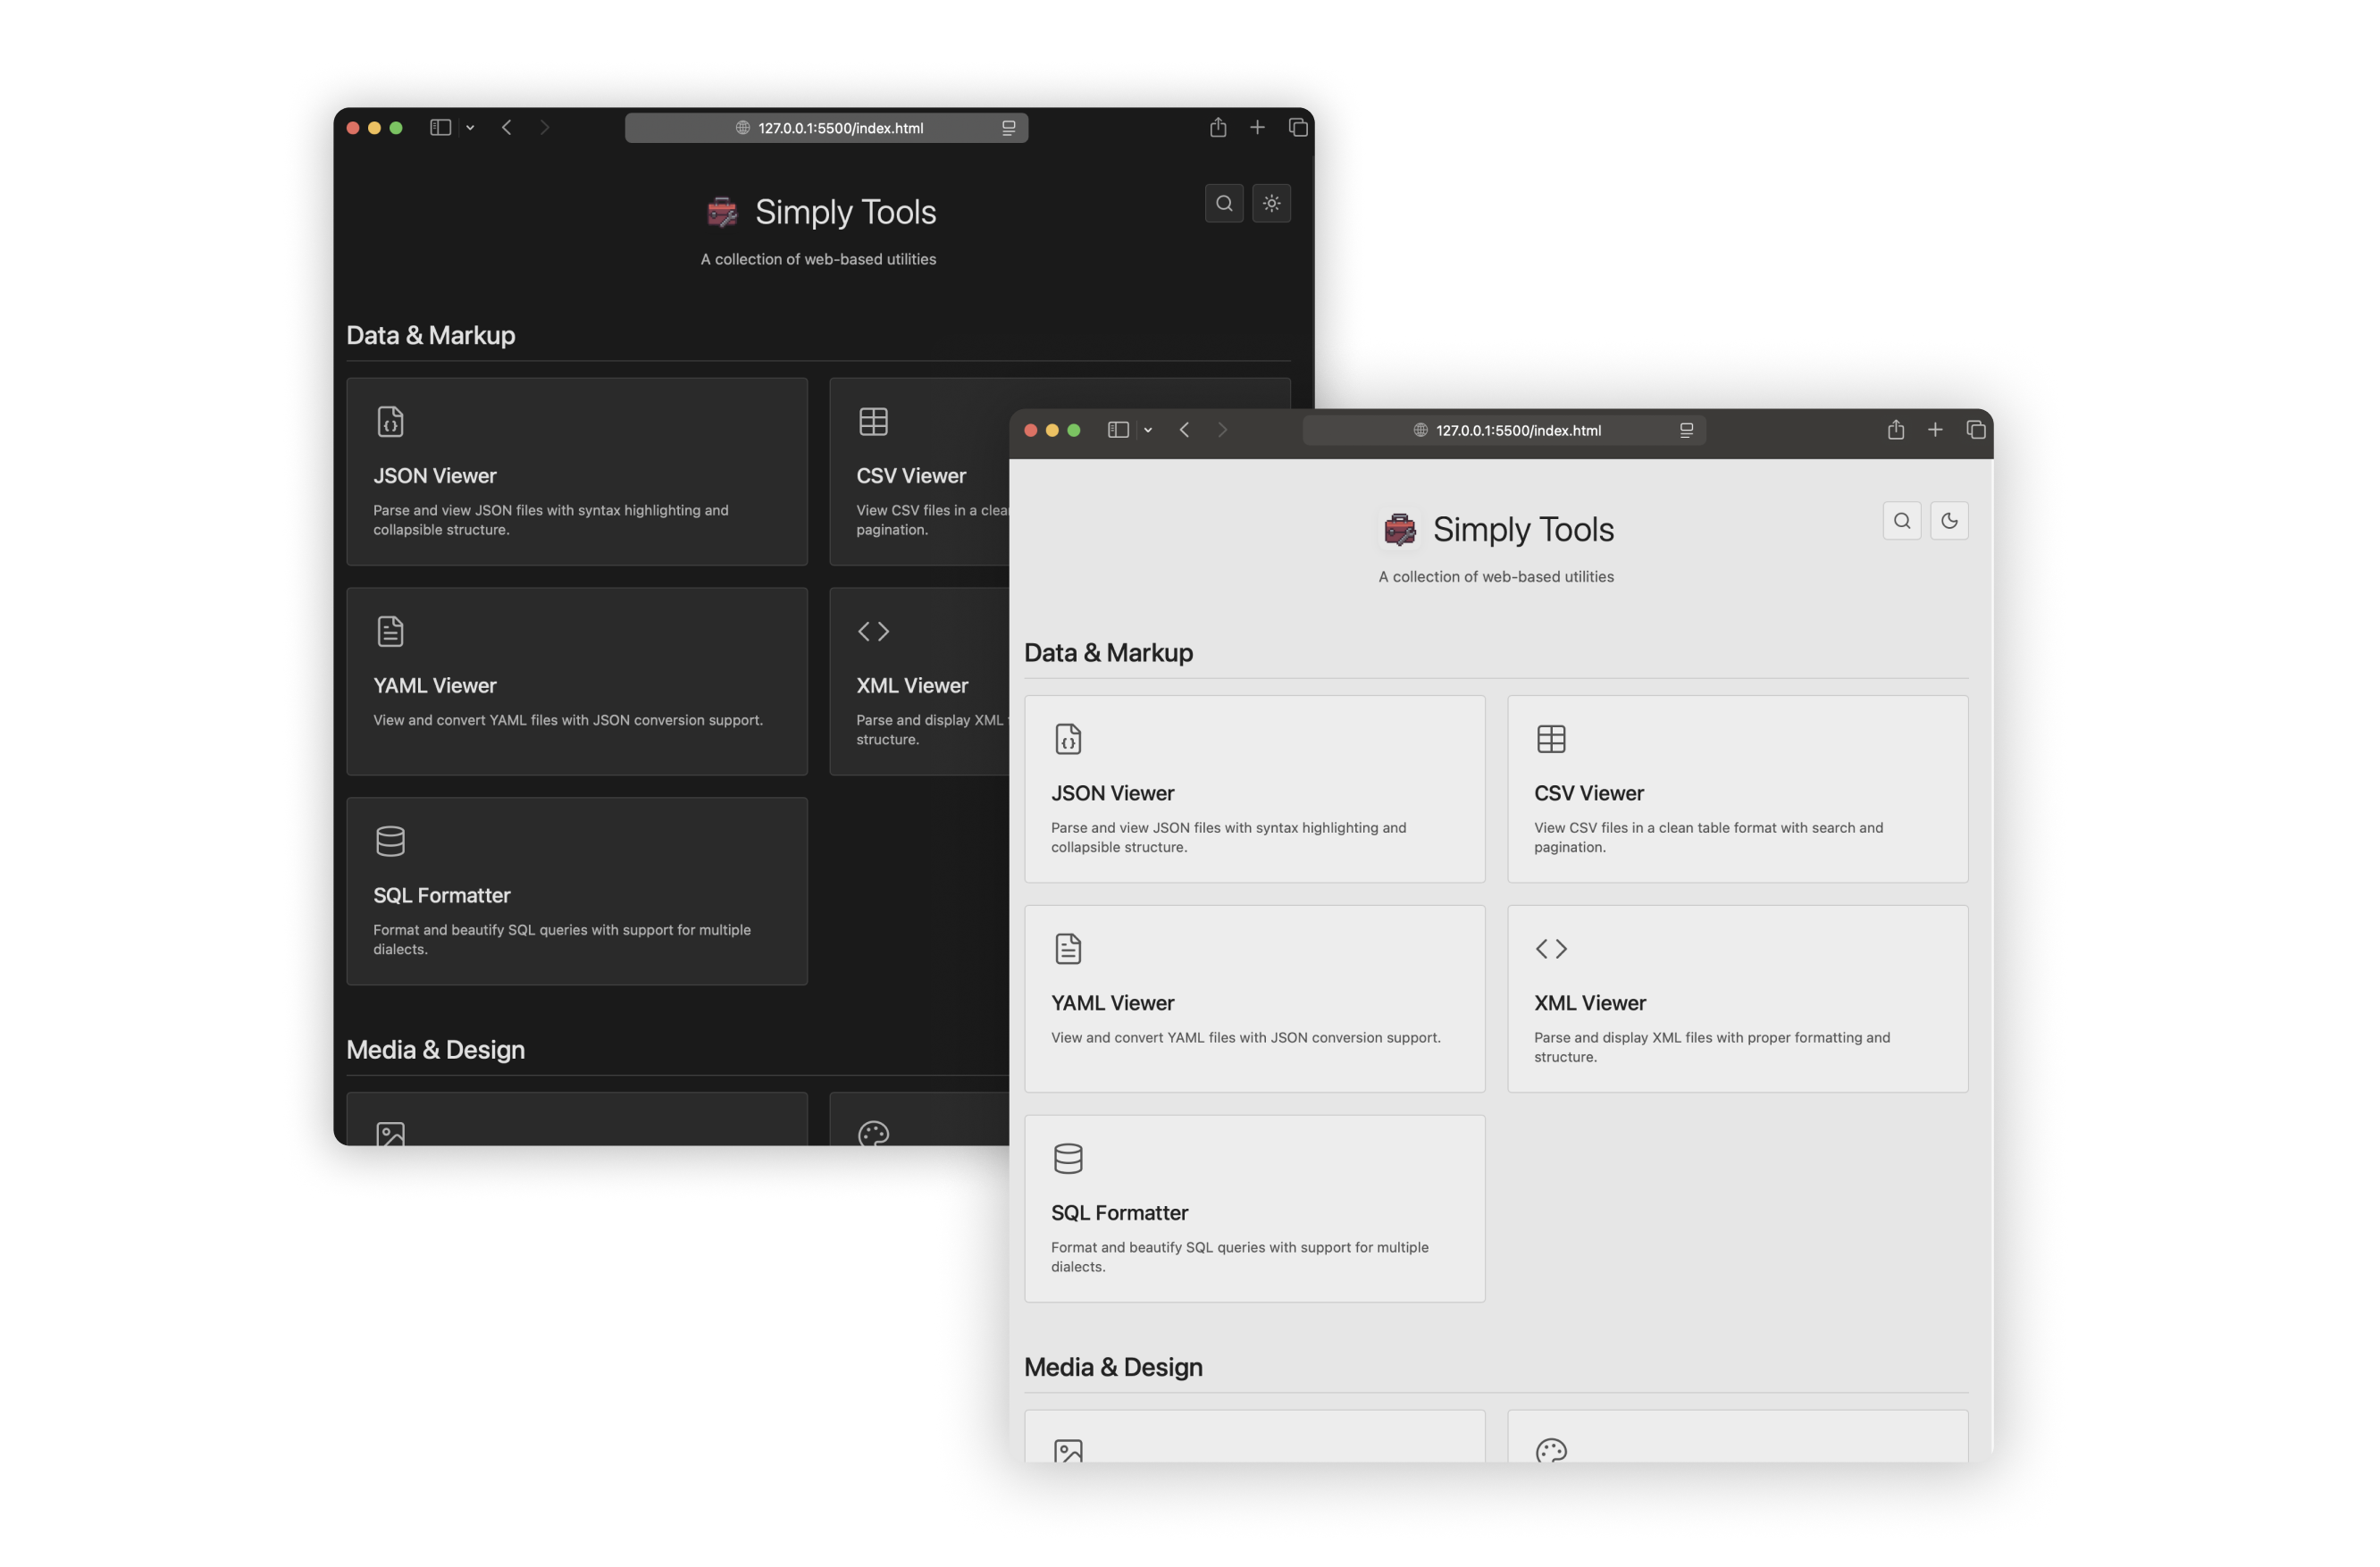 127.0.0.1:5500/index.html
Simply Tools
A collection of web-based utilities
Data & Markup
JSON Viewer
Parse and view JSON files with syntax highlighting and
collapsible structure.
CSV Viewer
View CSV files in a
pagination.
YAML Viewer
View and convert YAML files with JSON conversion support.
XML Viewer
Parse and display XML
structure.
SQL Formatter
Format and beautify SQL queries with support for multiple
dialects.
Media & Design
127.0.0.1:5500/index.html
Simply Tools
A collection of web-based utilities
Data & Markup
JSON Viewer
Parse and view JSON files with syntax highlighting and
collapsible structure.
CSV Viewer
View CSV files in a clean table format with search and
pagination.
YAML Viewer
View and convert YAML files with JSON conversion support.
XML Viewer
Parse and display XML files with proper formatting and
structure.
SQL Formatter
Format and beautify SQL queries with support for multiple
dialects.
Media & Design